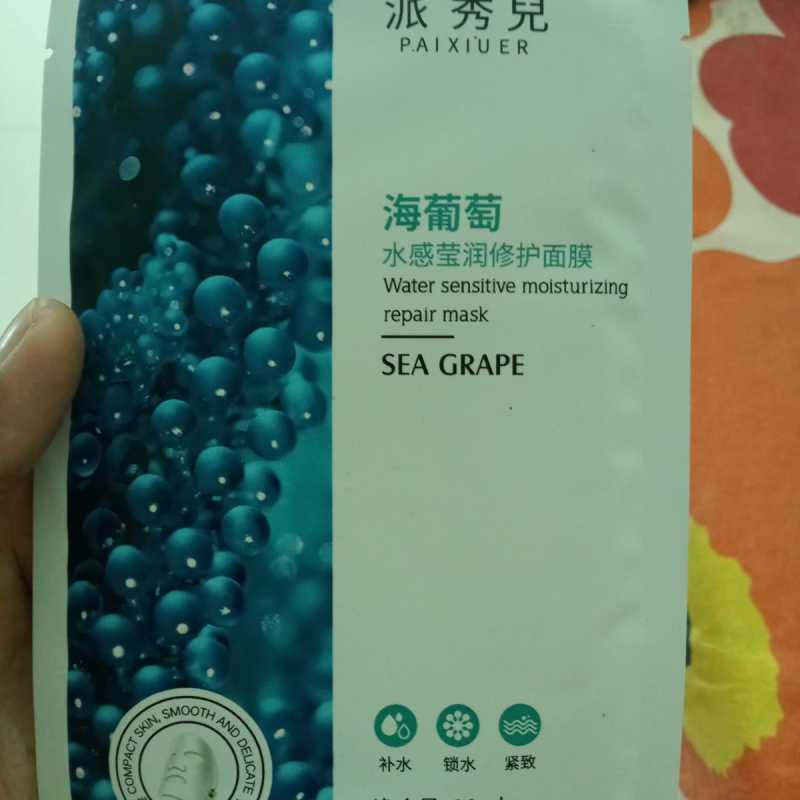 派秀兒
PAIXIUER
海葡萄
水感莹润修护面膜
Water sensitive moisturizing
repair mask
SEA GRAPE
COMPACT SKIN, SMOOTH AND DELICATE
补水 锁水 紧致